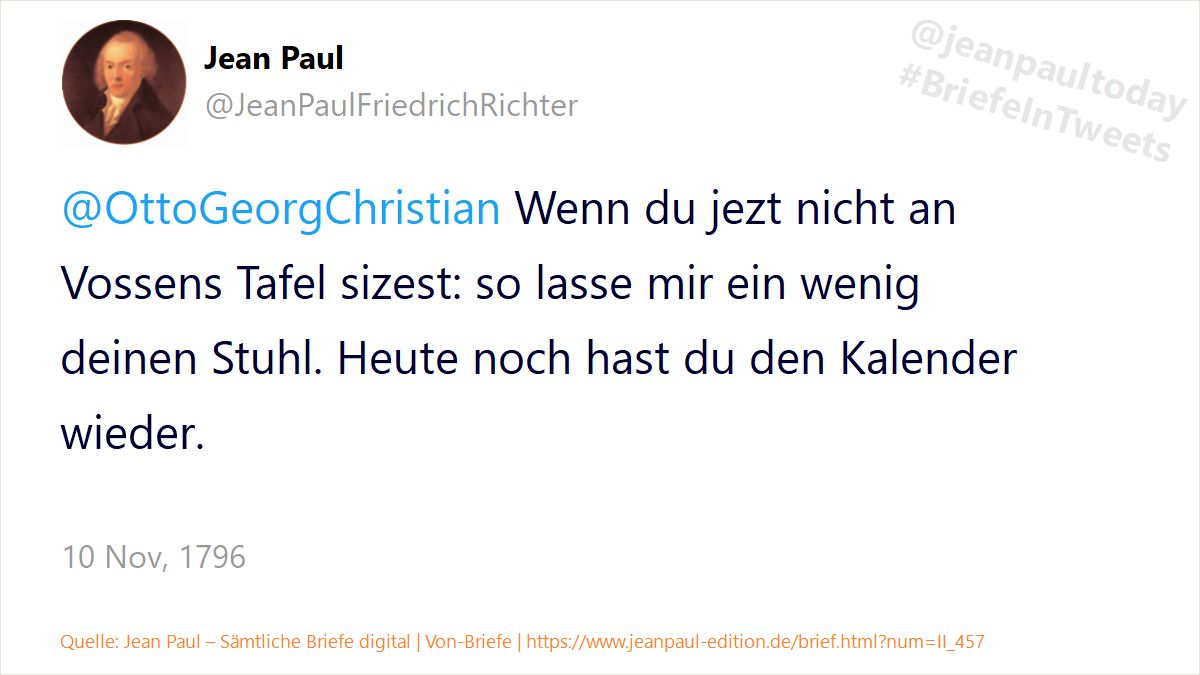 Jean Paul
@JeanPaulFriedrichRichter
@jeanpaultoday
#BriefeInTweets
@OttoGeorgChristian Wenn du jezt nicht an
Vossens Tafel sizest: so lasse mir ein wenig
deinen Stuhl. Heute noch hast du den Kalender
wieder.
10 Nov, 1796
Quelle: Jean Paul – Sämtliche Briefe digital | Von-Briefe | https://www.jeanpaul-edition.de/brief.html?num=II_457